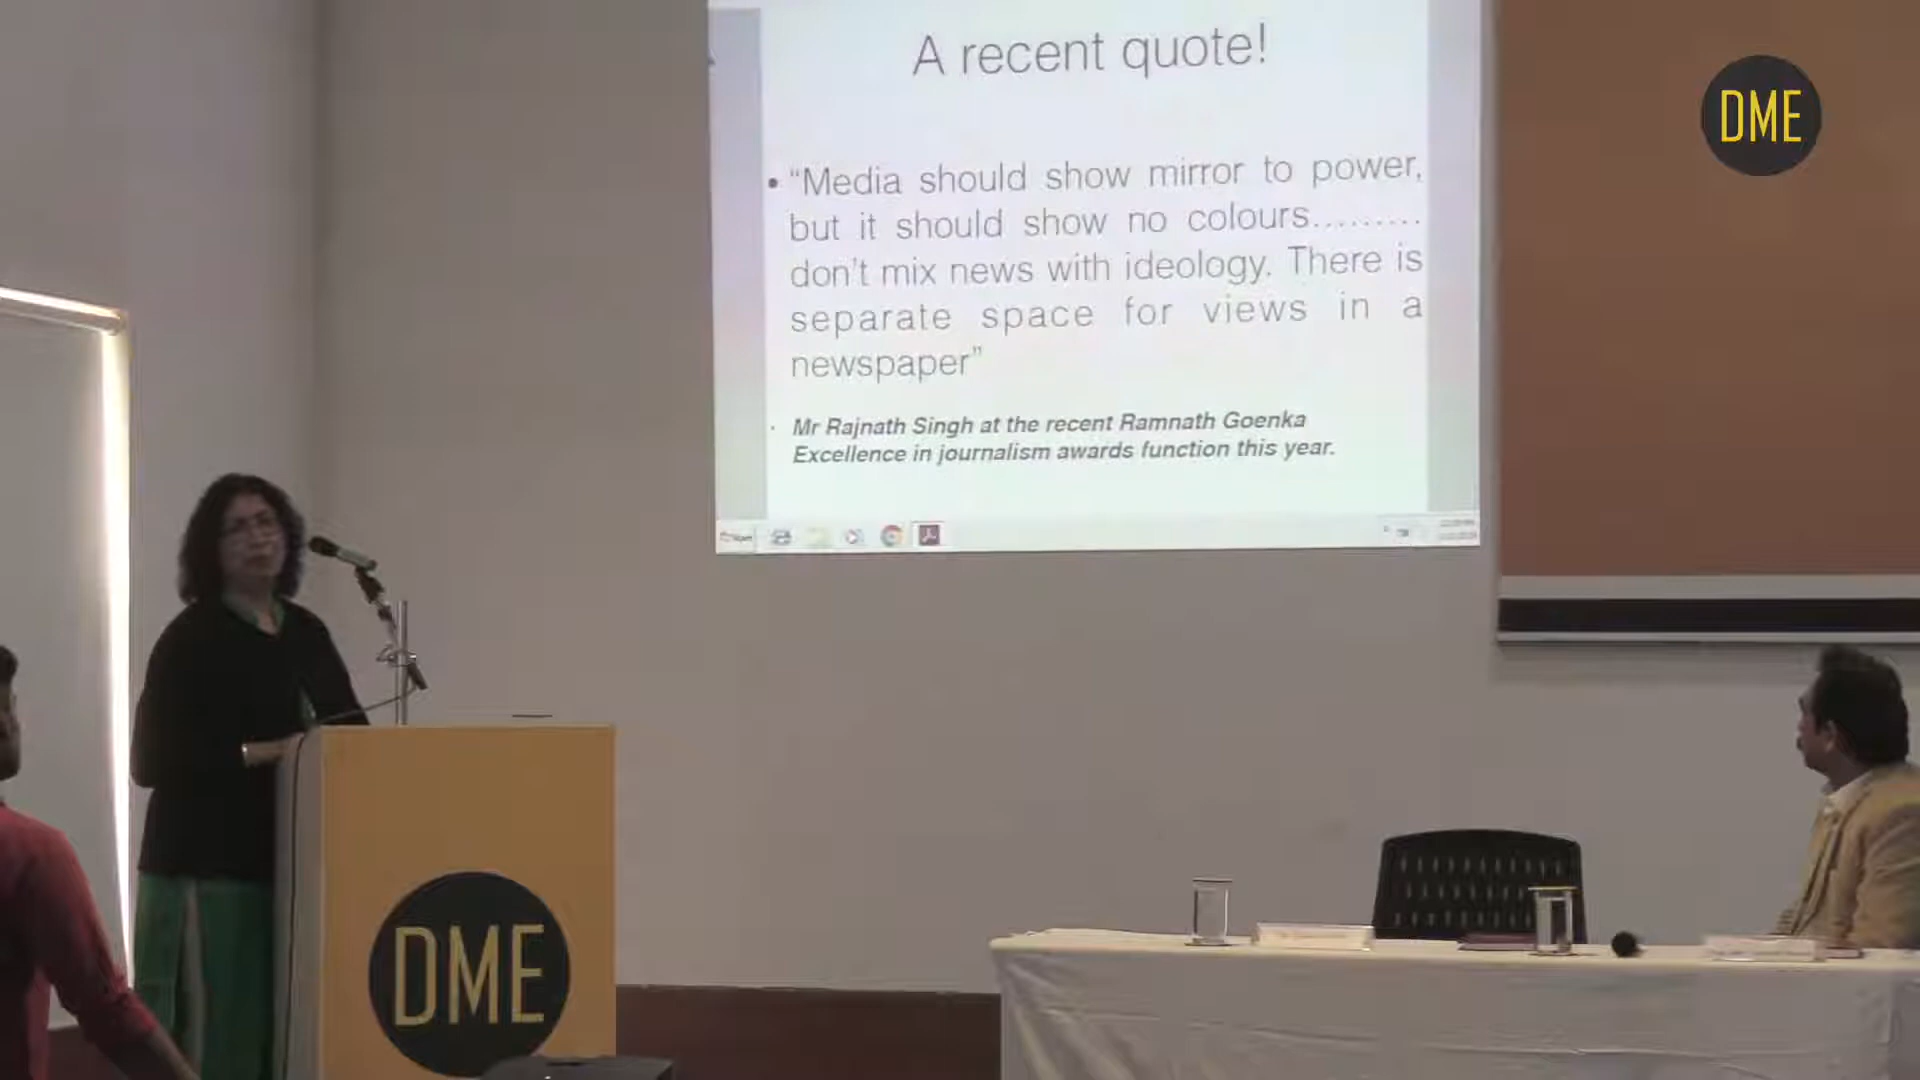 A recent quote!
• “Media should show mirror to power,
but it should show no colours.........
don't mix news with ideology. There is
separate space for views in a
newspaper”
· Mr Rajnath Singh at the recent Ramnath Goenka
Excellence in journalism awards function this year.
DME
DME